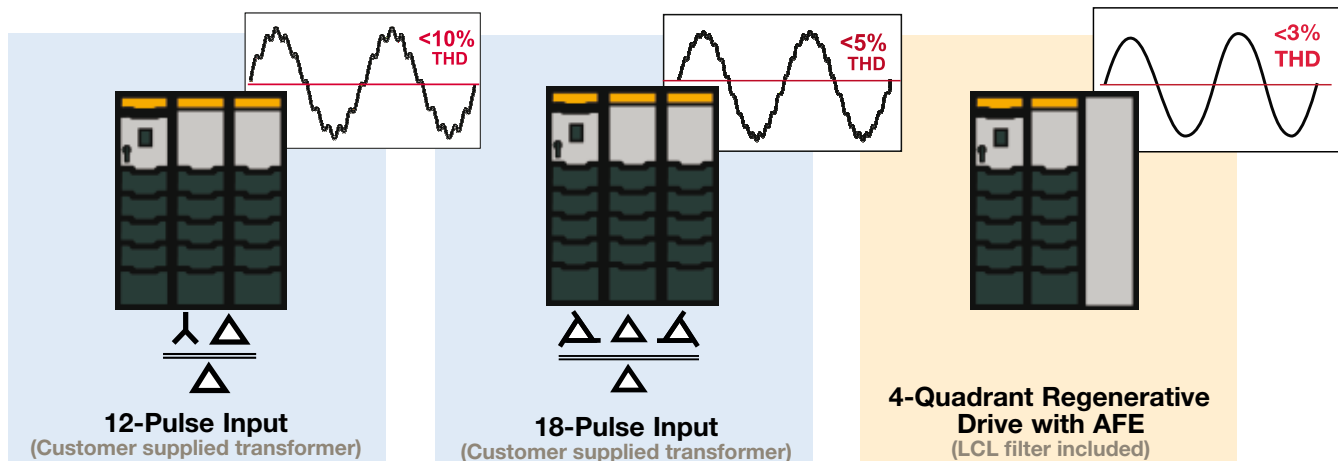 <10%
THD
12-Pulse Input
(Customer supplied transformer)
<5%
THD
18-Pulse Input
(Customer supplied transformer)
<3%
THD
4-Quadrant Regenerative
Drive with AFE
(LCL filter included)